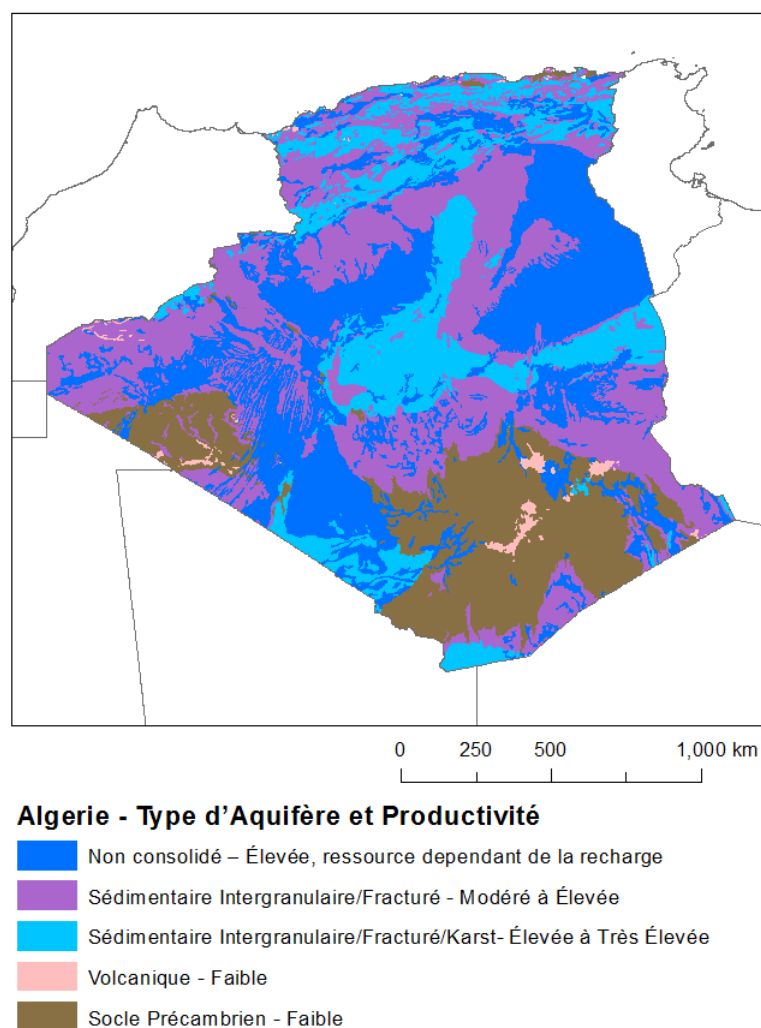 0 250 500 1,000 km
Algerie - Type d'Aquifère et Productivité
Non consolidé – Élevée, ressource dependant de la recharge
Sédimentaire Intergranulaire/Fracturé - Modéré à Élevée
Sédimentaire Intergranulaire/Fracturé/Karst- Élevée à Très Élevée
Volcanique - Faible
Socle Précambrien - Faible